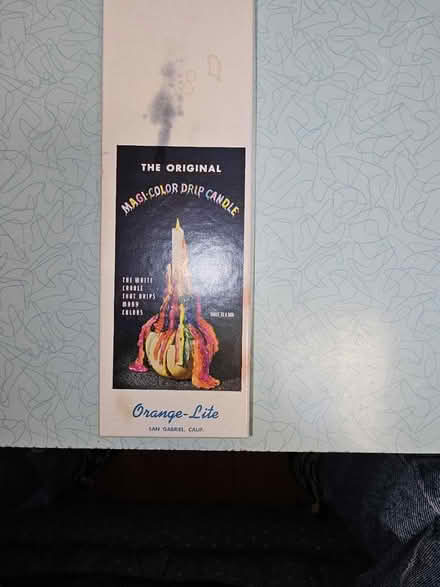 THE ORIGINAL
MAGI-COLOR DRIP CANDLE
THE WHITE
CANDLE
THAT DRIPS
MANY
COLORS
Orange-Lite
SAN GABRIEL, CALIF.